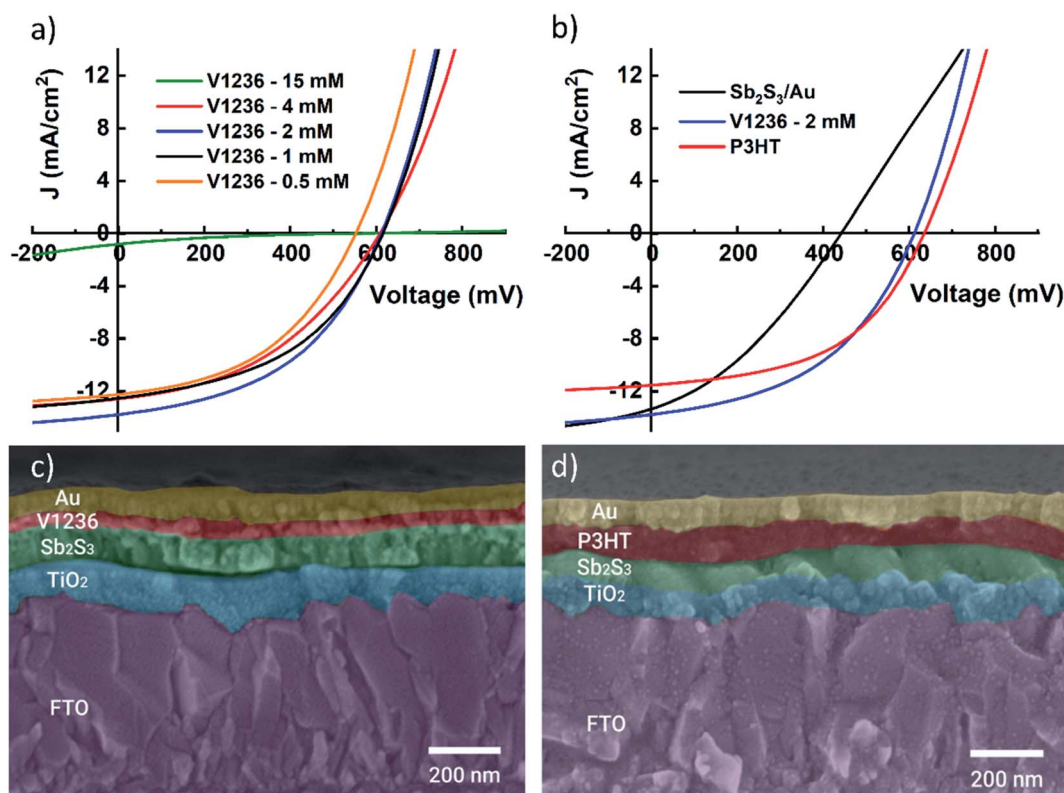 a)
J (mA/cm²)
12
8
4
0
-4
-8
-12
-200
0
200
400
600
800
Voltage (mV)
V1236 - 15 mM
V1236 - 4 mM
V1236 - 2 mM
V1236 - 1 mM
V1236 - 0.5 mM
b)
J (mA/cm²)
12
8
4
0
-4
-8
-12
-200
0
200
400
600
800
Voltage (mV)
Sb₂S₃/Au
V1236 - 2 mM
P3HT
c)
Au
V1236
Sb₂S₃
TiO₂
FTO
200 nm
d)
Au
P3HT
Sb₂S₃
TiO₂
FTO
200 nm